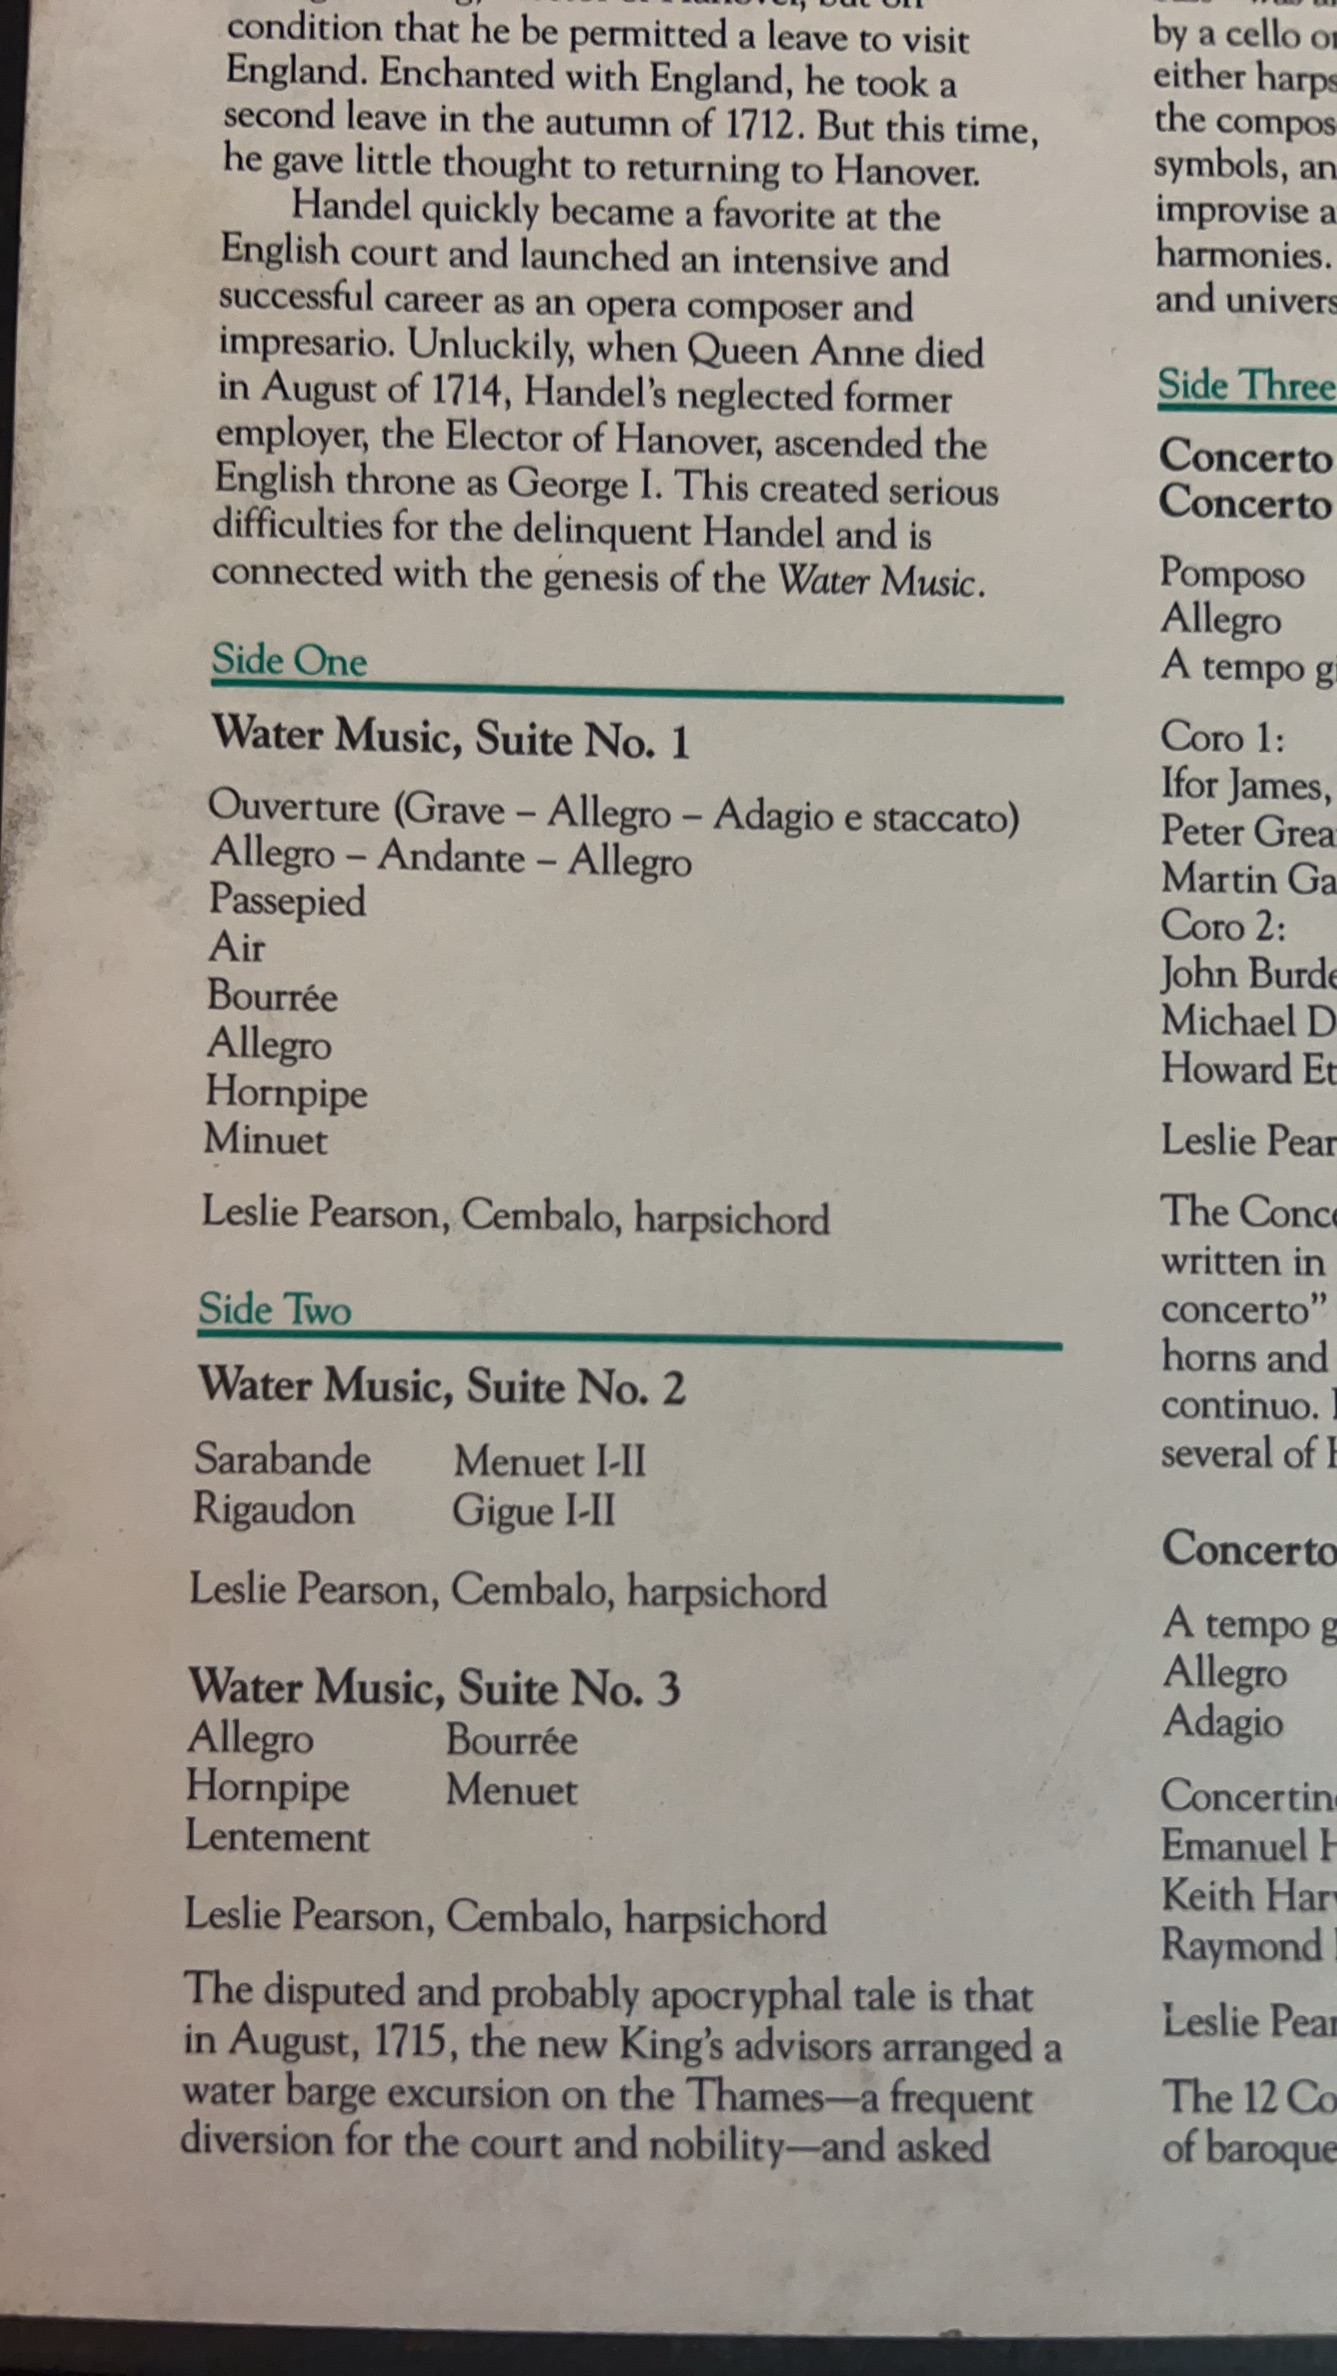 condition that he be permitted a leave to visit
England. Enchanted with England, he took a
second leave in the autumn of 1712. But this time,
he gave little thought to returning to Hanover.
Handel quickly became a favorite at the
English court and launched an intensive and
successful career as an opera composer and
impresario. Unluckily, when Queen Anne died
in August of 1714, Handel's neglected former
employer, the Elector of Hanover, ascended the
English throne as George I. This created serious
difficulties for the delinquent Handel and is
connected with the genesis of the Water Music.
Side One
Water Music, Suite No. 1
Ouverture (Grave – Allegro – Adagio e staccato)
Allegro – Andante – Allegro
Passepied
Air
Bourrée
Allegro
Hornpipe
Minuet
Leslie Pearson, Cembalo, harpsichord
Side Two
Water Music, Suite No. 2
Sarabande Menuet I-II
Rigaudon Gigue I-II
Leslie Pearson, Cembalo, harpsichord
Water Music, Suite No. 3
Allegro Bourrée
Hornpipe Menuet
Lentement
Leslie Pearson, Cembalo, harpsichord
The disputed and probably apocryphal tale is that
in August, 1715, the new King's advisors arranged a
water barge excursion on the Thames—a frequent
diversion for the court and nobility—and asked
by a cello
either
the
symbols,
improvise
harmonies.
and
Side Three
Concerto
Concerto
Pomposo
Allegro
A tempo
Coro 1:
Ifor James,
Peter
Martin
Coro 2:
John
Michael
Howard
Leslie
The
written in
concerto”
horns and
continuo.
several of
Concerto
A tempo
Allegro
Adagio
Emanuel
Keith
Raymond
Leslie
The 12
of baroque